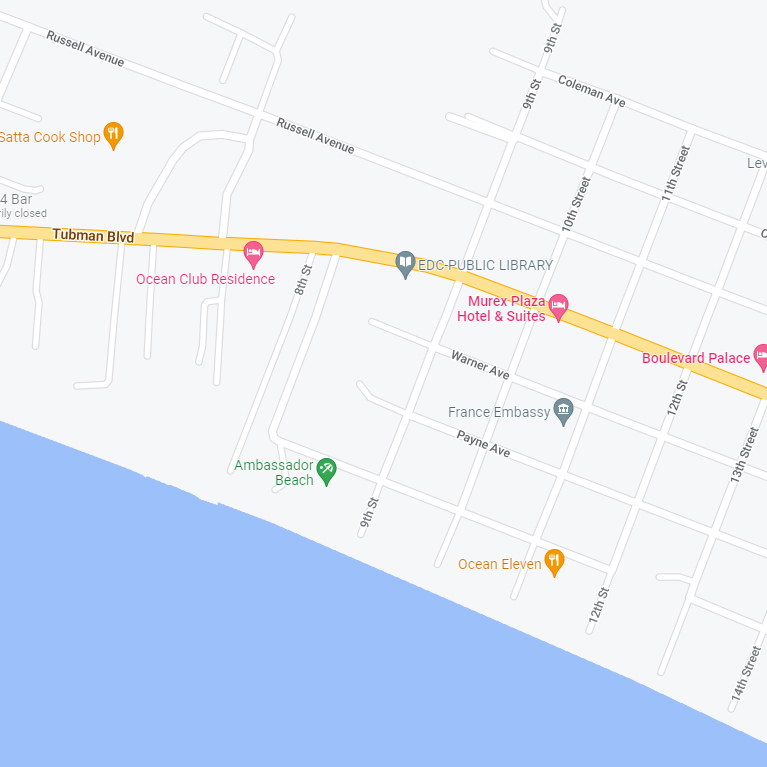 9th St
Russell Avenue
9th St
Coleman Ave
Russell Avenue
Satta Cook Shop
11th Street
Lev
4 Bar
rily closed
10th Street
Tubman Blvd
C
EDC-PUBLIC LIBRARY
Ocean Club Residence
8th St
Murex Plaza
Hotel & Suites
Boulevard Palace
Warner Ave
12th St
France Embassy
Payne Ave
13th Street
Ambassador
Beach
9th St
Ocean Eleven
12th St
14th Street